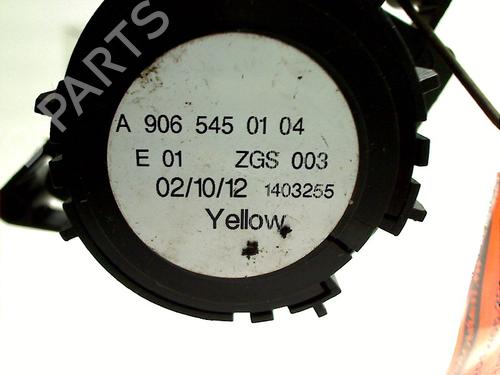 PARTS
A 906 545 01 04
E 01 ZGS 003
02/10/12 1403255
Yellow